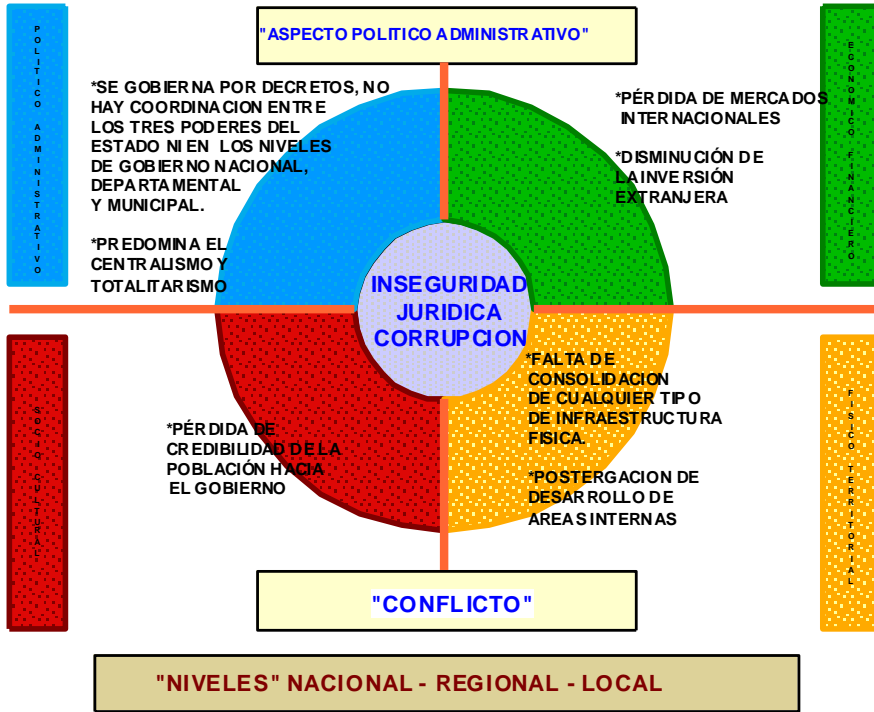 "ASPECTO POLITICO ADMINISTRATIVO"
POLITICO ADMINISTRATIVO
*SE GOBIERNA POR DECRETOS, NO
HAY COORDINACION ENTRE
LOS TRES PODERES DEL
ESTADO NI EN LOS NIVELES
DE GOBIERNO NACIONAL,
DEPARTAMENTAL
Y MUNICIPAL.
*PREDOMINA EL
CENTRALISMO Y
TOTALITARISMO
*PÉRDIDA DE MERCADOS
INTERNACIONALES
*DISMINUCIÓN DE
LA INVERSIÓN
EXTRANJERA
ECONOMICO FINANCIERO
INSEGURIDAD
JURIDICA
CORRUPCION
SOCIO CULTURAL
*PÉRDIDA DE
CREDIBILIDAD DE LA
POBLACIÓN HACIA
EL GOBIERNO
*FALTA DE
CONSOLIDACION
DE CUALQUIER TIPO
DE INFRAESTRUCTURA
FISICA.
*POSTERGACION DE
DESARROLLO DE
AREAS INTERNAS
FISICO TERRITORIAL
"CONFLICTO"
"NIVELES" NACIONAL - REGIONAL - LOCAL